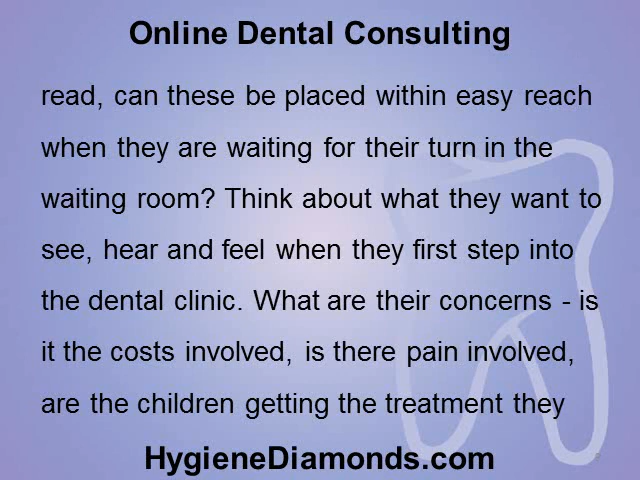 Online Dental Consulting
read, can these be placed within easy reach
when they are waiting for their turn in the
waiting room? Think about what they want to
see, hear and feel when they first step into
the dental clinic. What are their concerns - is
it the costs involved, is there pain involved,
are the children getting the treatment they
HygieneDiamonds.com